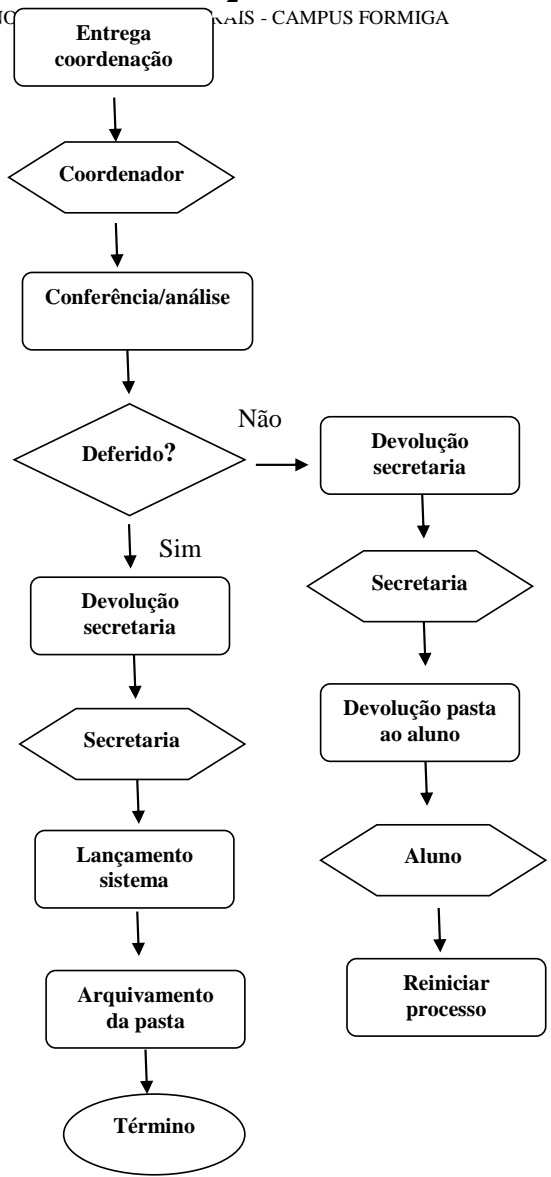 - CAMPUS FORMIGA
Entrega
coordenação
Coordenador
Conferência/análise
Deferido?
Não
Sim
Devolução
secretaria
Secretaria
Lançamento
sistema
Arquivamento
da pasta
Término
Devolução
secretaria
Secretaria
Devolução pasta
ao aluno
Aluno
Reiniciar
processo